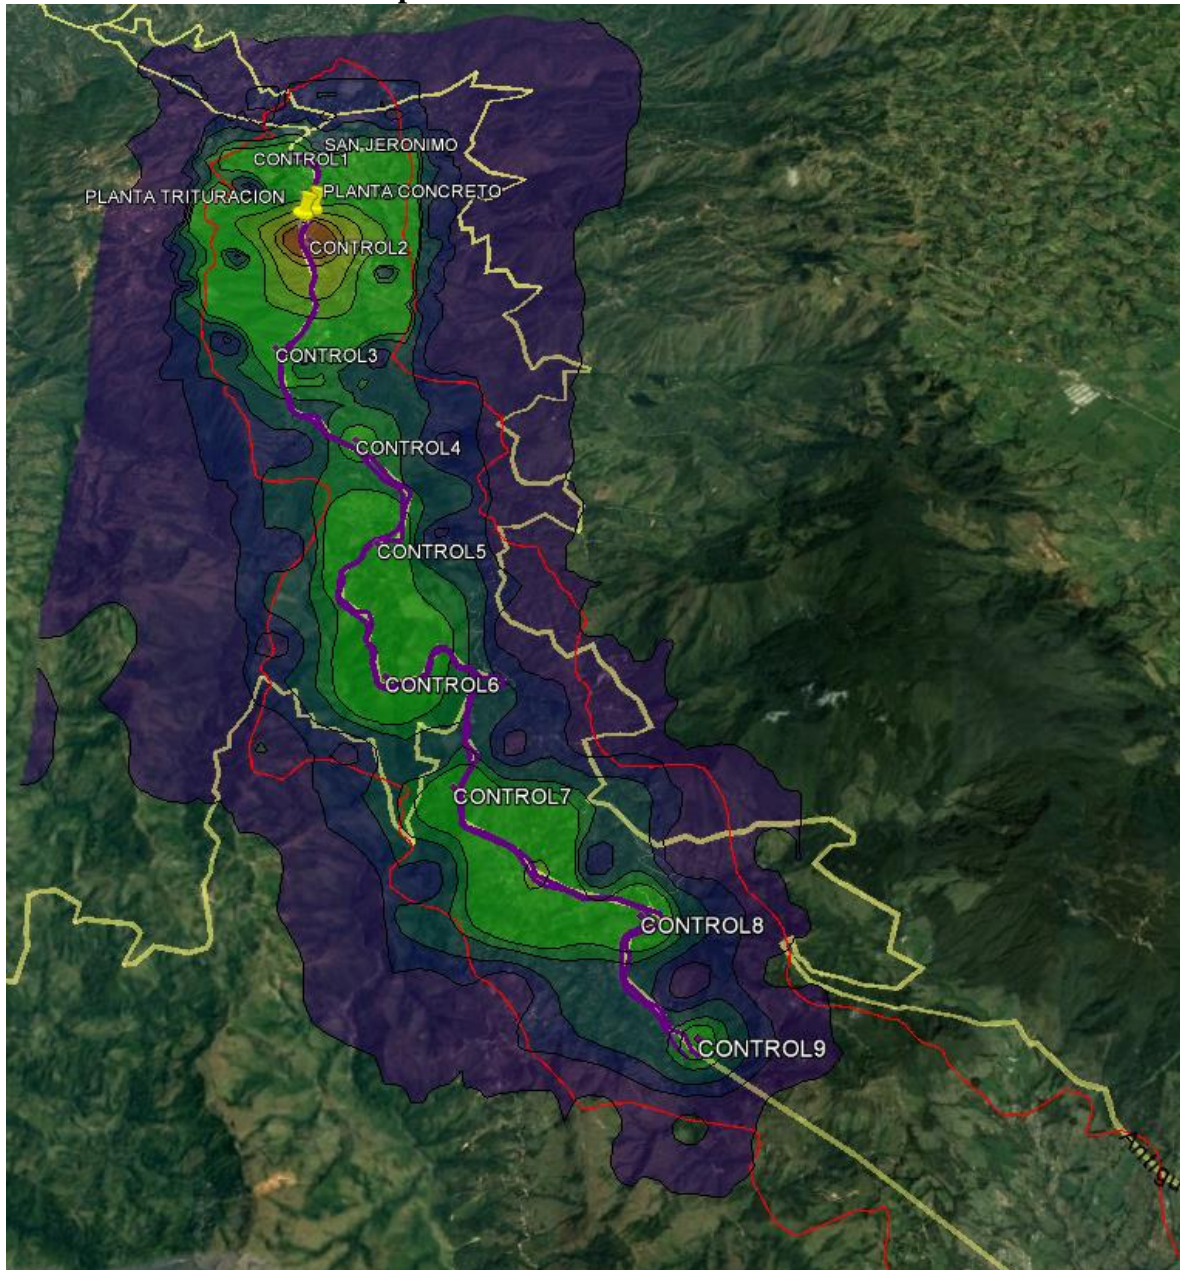 SAN JERONIMO
CONTROL1
PLANTA TRITURACION
PLANTA CONCRETO
CONTROL2
CONTROL3
CONTROL4
CONTROL5
CONTROL6
CONTROL7
CONTROL8
CONTROL9